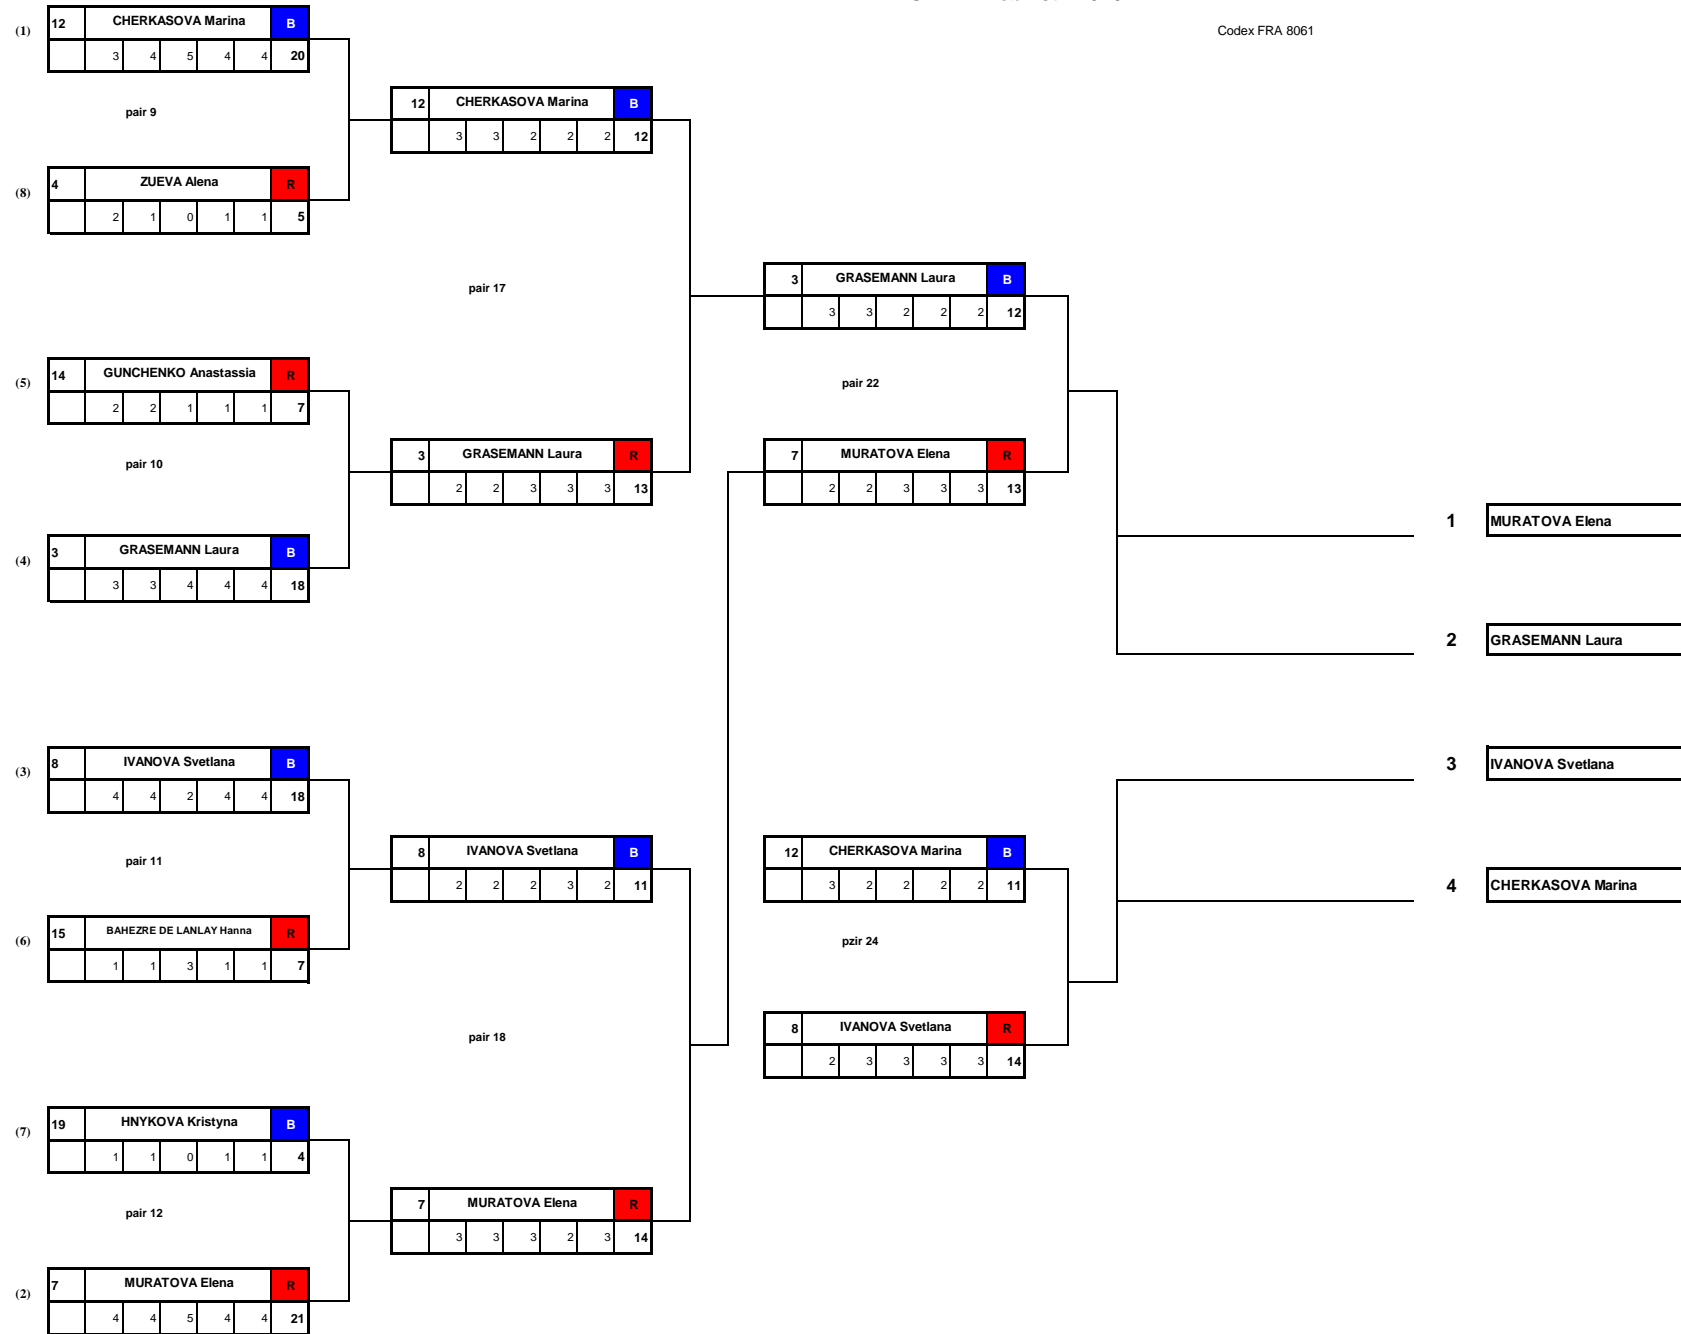 Codex FRA 8061
(1) 12 CHERKASOVA Marina B
3 4 5 4 4 20
pair 9
(8) 4 ZUEVA Alena R
2 1 0 1 1 5
(5) 14 GUNCHENKO Anastassia R
2 2 1 1 1 7
pair 10
(4) 3 GRASEMANN Laura B
3 3 4 4 4 18
(3) 8 IVANOVA Svetlana B
4 4 2 4 4 18
pair 11
(6) 15 BAHEZRE DE LANLAY Hanna R
1 1 3 1 1 7
(7) 19 HNYKOVA Kristyna B
1 1 0 1 1 4
pair 12
(2) 7 MURATOVA Elena R
4 4 5 4 4 21
12 CHERKASOVA Marina B
3 3 2 2 2 12
pair 17
3 GRASEMANN Laura R
2 2 3 3 3 13
8 IVANOVA Svetlana B
2 2 2 3 2 11
pair 18
7 MURATOVA Elena R
3 3 3 2 3 14
3 GRASEMANN Laura B
3 3 2 2 2 12
pair 22
7 MURATOVA Elena R
2 2 3 3 3 13
12 CHERKASOVA Marina B
3 2 2 2 2 11
pzir 24
8 IVANOVA Svetlana R
2 3 3 3 3 14
1 MURATOVA Elena
2 GRASEMANN Laura
3 IVANOVA Svetlana
4 CHERKASOVA Marina